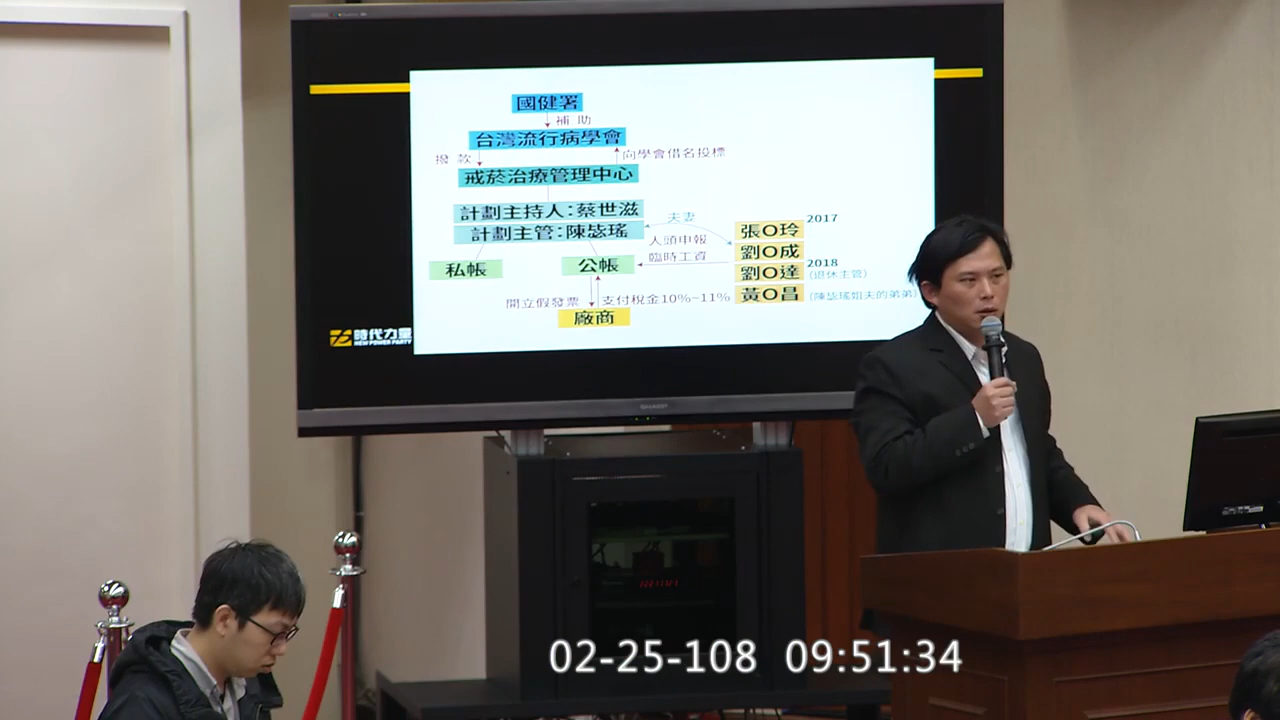 國健署
補 助
台灣流行病學會
撥 款
向學會借名投標
戒菸治療管理中心
計劃主持人:蔡世滋
計劃主管:陳毖瑤
夫妻
張O玲
2017
人頭申報
臨時工資
劉O成
劉O達
2018
(退休主管)
黃O昌
(陳毖瑤姐夫的弟弟)
私帳
公帳
開立假發票
支付稅金10%~11%
廠商
時代力量
NEW POWER PARTY
SHARP
02-25-108 09:51:34